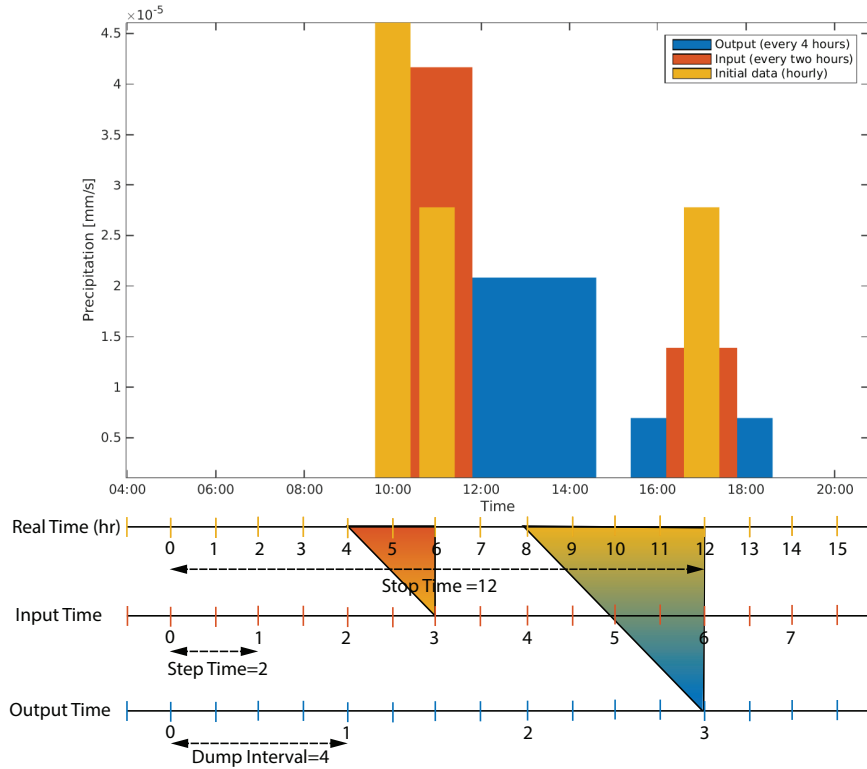 ×10⁻⁵
4.5
4
3.5
3
2.5
2
1.5
1
0.5
Precipitation [mm/s]
Output (every 4 hours)
Input (every two hours)
Initial data (hourly)
04:00 06:00 08:00 10:00 12:00 14:00 16:00 18:00 20:00
Time
Real Time (hr)
0 1 2 3 4 5 6 7 8 9 10 11 12 13 14 15
Stop Time =12
Input Time
0 1 2 3 4 5 6 7
Step Time=2
Output Time
0 1 2 3
Dump Interval=4